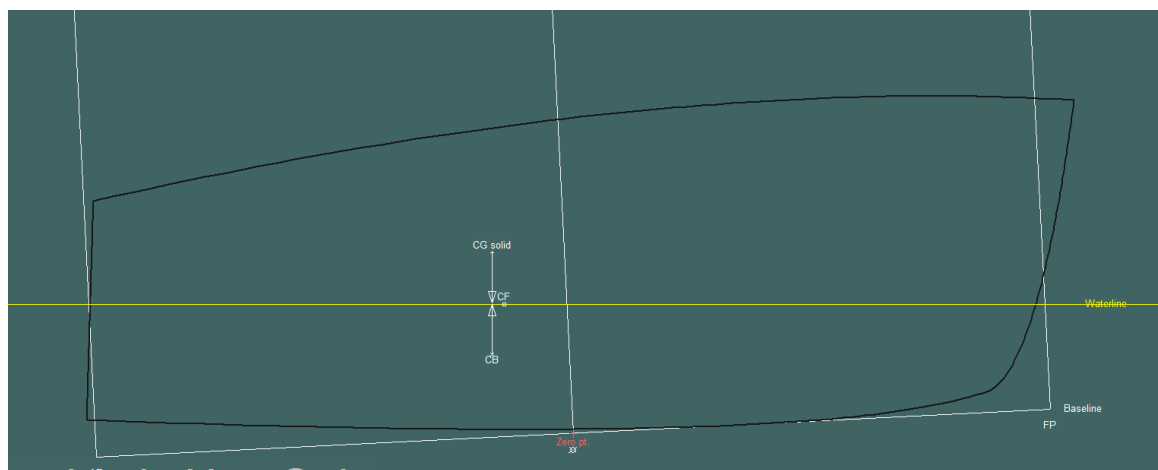 CG solid
CF
Waterline
CB
Baseline
FP
Zero pt